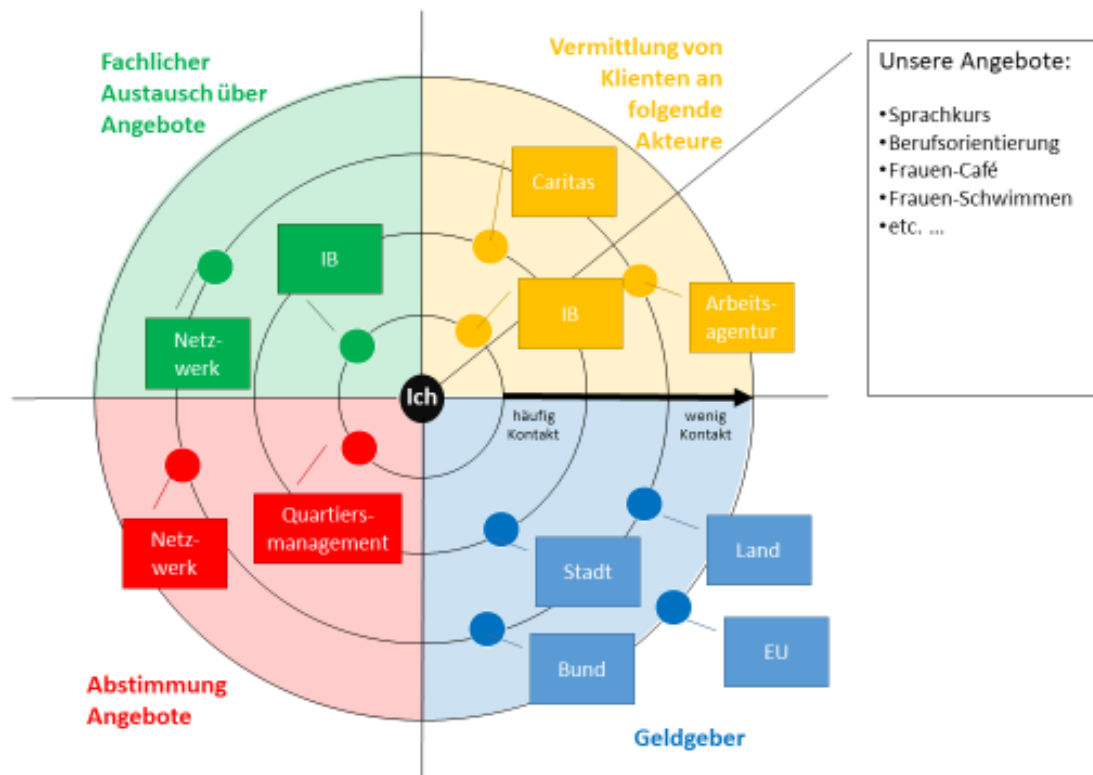 Fachlicher
Austausch über
Angebote
Vermittlung von
Klienten an
folgende
Akteure
Unsere Angebote:
•Sprachkurs
•Berufsorientierung
•Frauen-Café
•Frauen-Schwimmen
•etc. ...
Caritas
IB
IB
Arbeits-
agentur
Netz-
werk
Ich
häufig
Kontakt
wenig
Kontakt
Quartiers-
management
Netz-
werk
Stadt
Land
Bund
EU
Abstimmung
Angebote
Geldgeber